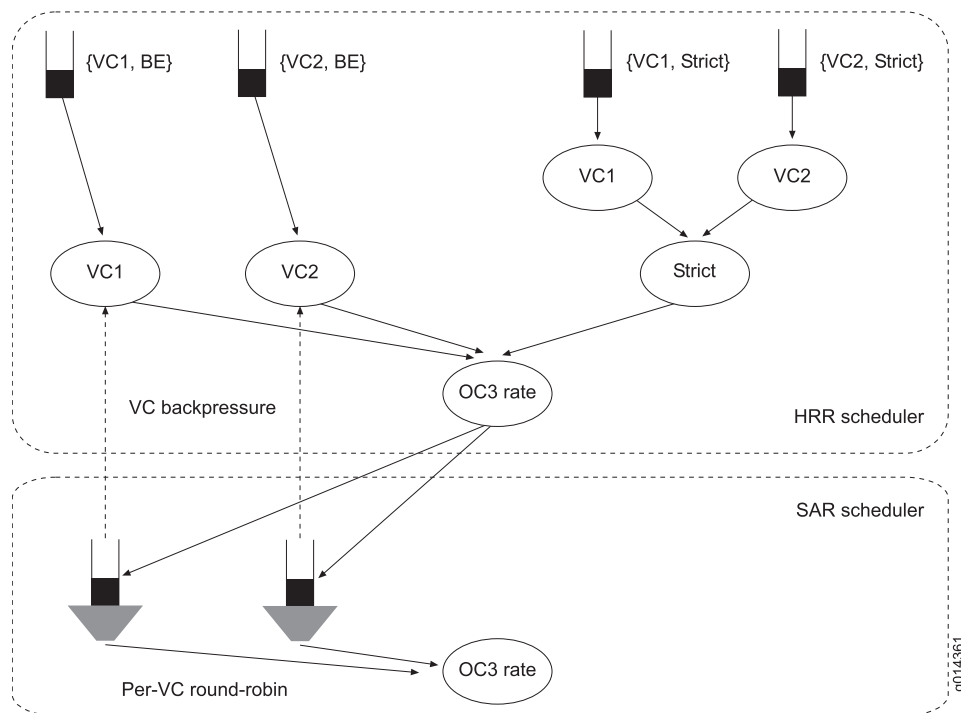 {VC1, BE}
{VC2, BE}
{VC1, Strict}
{VC2, Strict}
VC1
VC2
VC1
VC2
Strict
OC3 rate
VC backpressure
HRR scheduler
SAR scheduler
OC3 rate
Per-VC round-robin
g014361